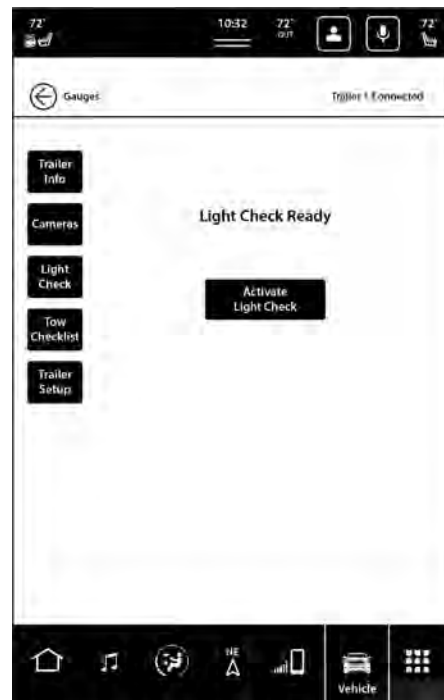 72°
10:32
72°
OUT
72°
Gauges
Trailer 1 Connected
Trailer
Info
Cameras
Light
Check
Tow
Checklist
Trailer
Setup
Light Check Ready
Activate
Light Check
NE
Vehicle